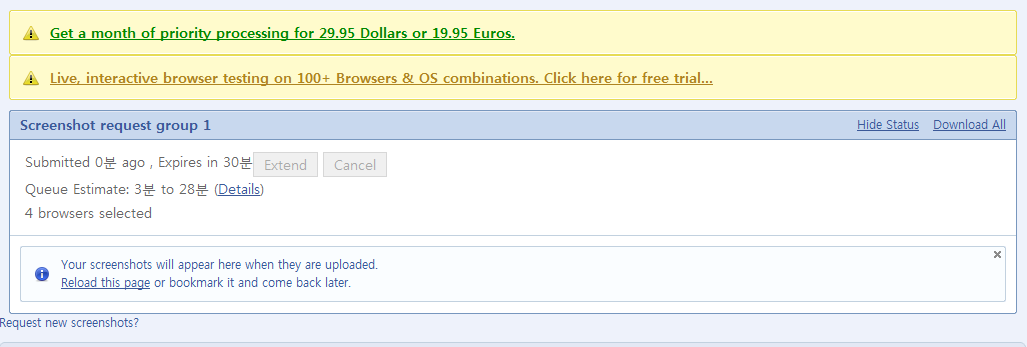 Get a month of priority processing for 29.95 Dollars or 19.95 Euros.
Live, interactive browser testing on 100+ Browsers & OS combinations. Click here for free trial...
Screenshot request group 1 Hide Status Download All
Submitted 0분 ago , Expires in 30분 Extend Cancel
Queue Estimate: 3분 to 28분 (Details)
4 browsers selected
Your screenshots will appear here when they are uploaded.
Reload this page or bookmark it and come back later.
Request new screenshots?